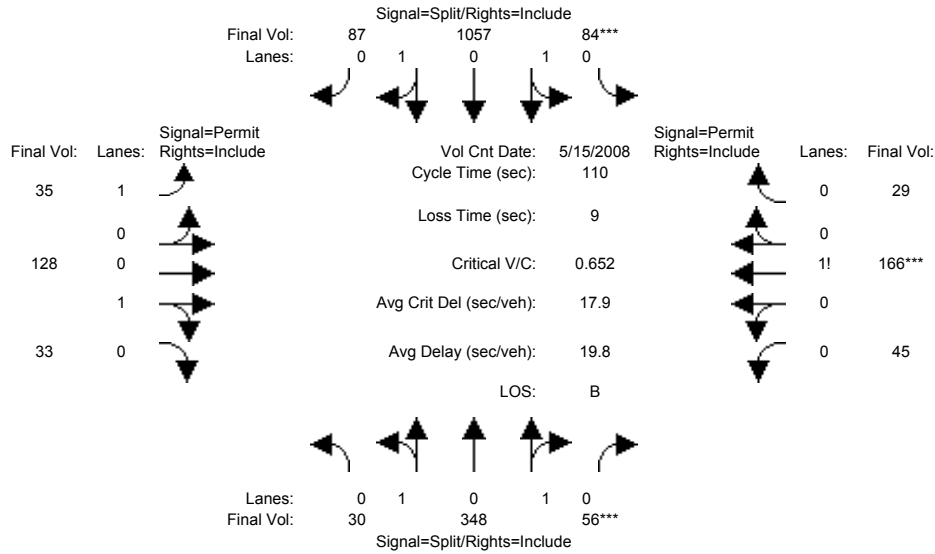 Signal=Split/Rights=Include
Final Vol: 87 1057 84***
Lanes: 0 1 0 1 0
Signal=Permit Signal=Permit
Final Vol: Lanes: Rights=Include Vol Cnt Date: 5/15/2008 Rights=Include Lanes: Final Vol:
Cycle Time (sec): 110
35 1 0 29
Loss Time (sec): 9
0 0
128 0 Critical V/C: 0.652 1! 166***
1 Avg Crit Del (sec/veh): 17.9 0
33 0 Avg Delay (sec/veh): 19.8 0 45
LOS: B
Lanes: 0 1 0 1 0
Final Vol: 30 348 56***
Signal=Split/Rights=Include